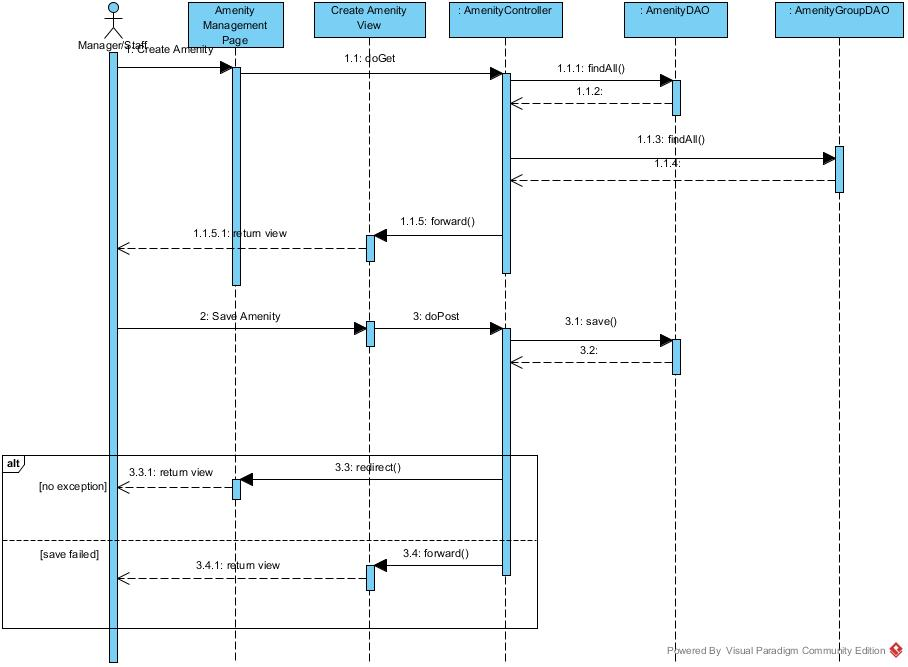 Amenity
Management
Page
Create Amenity
View
: AmenityController
: AmenityDAO
: AmenityGroupDAO
Manager/Staff
1: Create Amenity
1.1: doGet
1.1.1: findAll()
1.1.2:
1.1.3: findAll()
1.1.4:
1.1.5: forward()
1.1.5.1: return view
2: Save Amenity
3: doPost
3.1: save()
3.2:
alt
3.3: redirect()
3.3.1: return view
[no exception]
[save failed]
3.4: forward()
3.4.1: return view
Powered By Visual Paradigm Community Edition